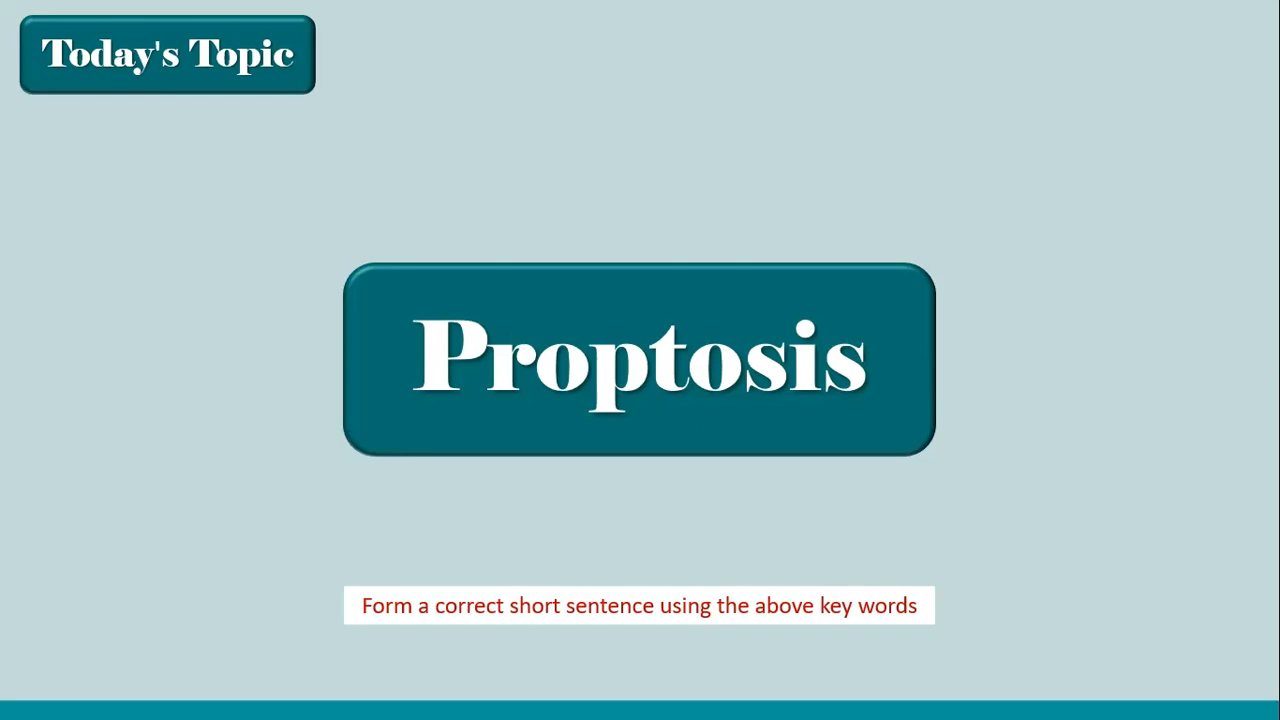 Today's Topic
Proptosis
Form a correct short sentence using the above key words